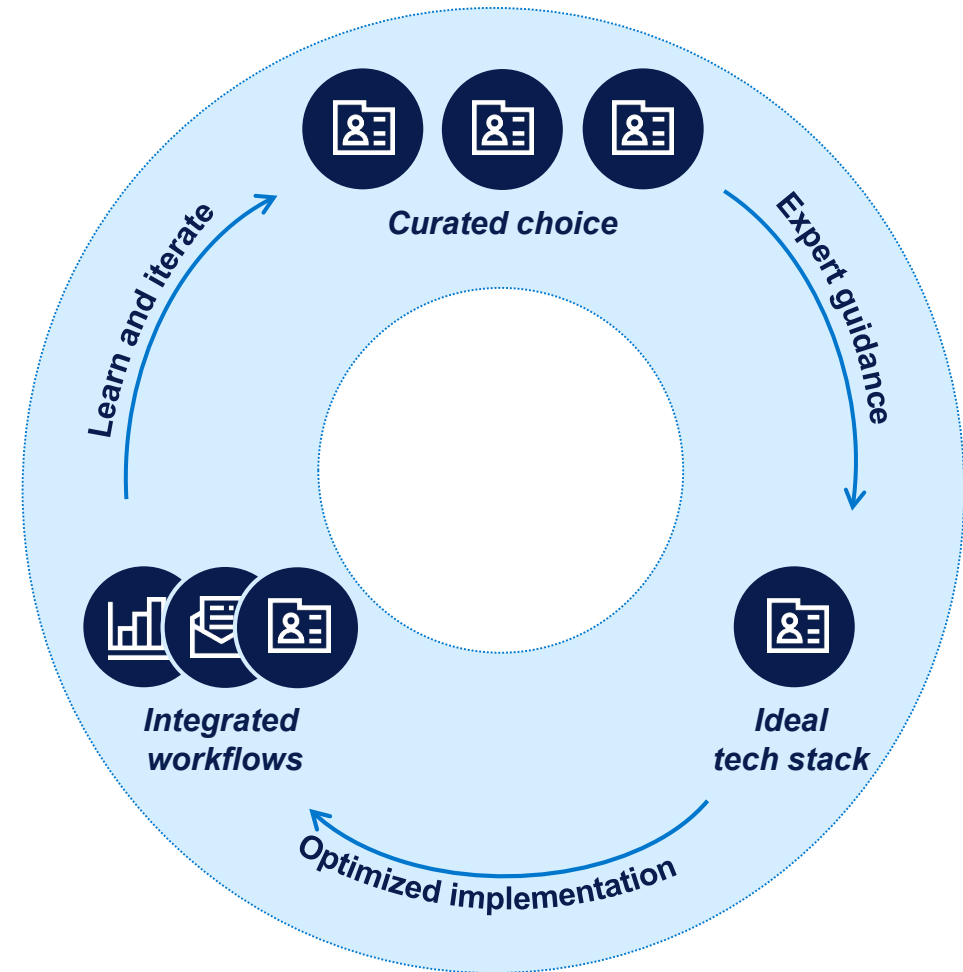 Curated choice
Expert guidance
Ideal
tech stack
Optimized implementation
Integrated
workflows
Learn and iterate